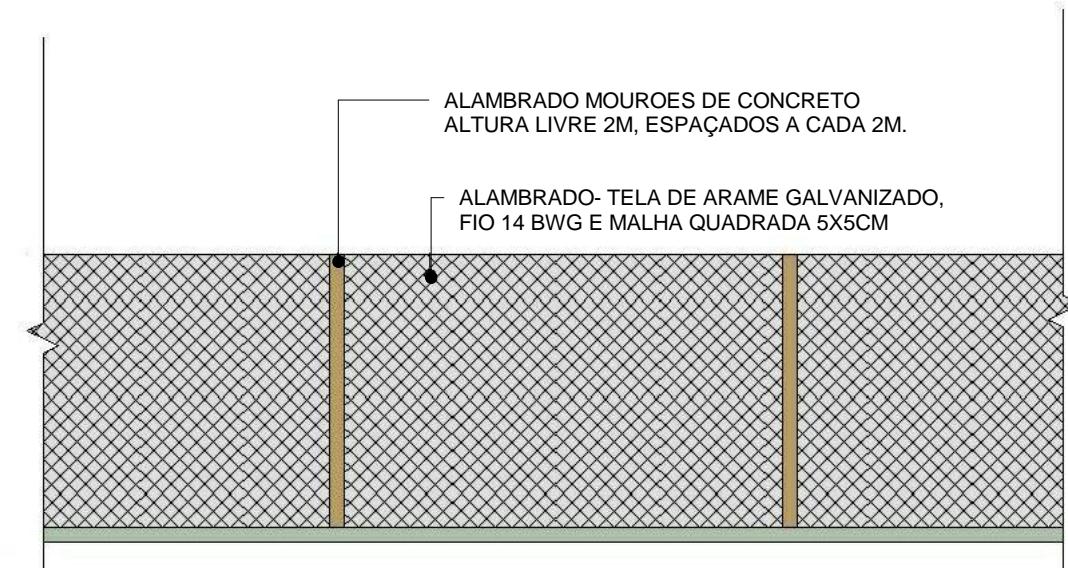 ALAMBRADO MOUROES DE CONCRETO
ALTURA LIVRE 2M, ESPAÇADOS A CADA 2M.
ALAMBRADO- TELA DE ARAME GALVANIZADO,
FIO 14 BWG E MALHA QUADRADA 5X5CM